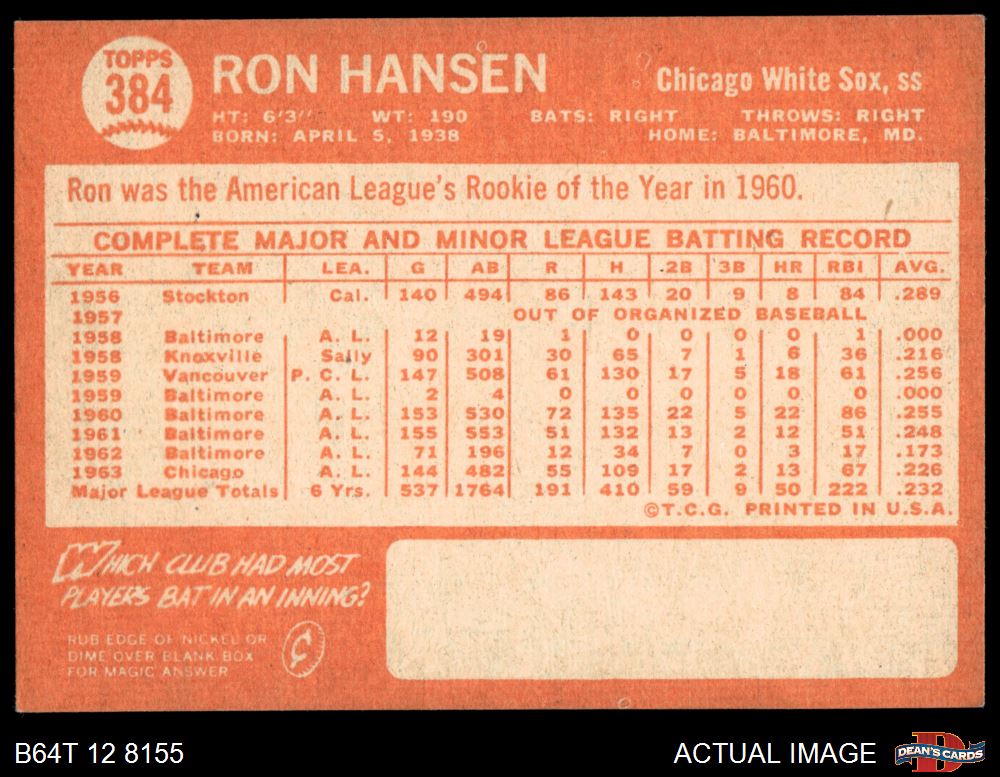 TOPPS
384
RON HANSEN
Chicago White Sox, ss
HT: 6'3" WT: 190 BATS: RIGHT THROWS: RIGHT
BORN: APRIL 5, 1938 HOME: BALTIMORE, MD.
Ron was the American League's Rookie of the Year in 1960.
COMPLETE MAJOR AND MINOR LEAGUE BATTING RECORD
YEAR TEAM LEA. G AB R H 2B 3B HR RBI AVG.
1956 Stockton Cal. 140 494 86 143 20 9 8 84 .289
1957 OUT OF ORGANIZED BASEBALL
1958 Baltimore A. L. 12 19 1 0 0 0 0 1 .000
1958 Knoxville Sally 90 301 30 65 7 1 6 36 .216
1959 Vancouver P. C. L. 147 508 61 130 17 5 18 61 .256
1959 Baltimore A. L. 2 4 0 0 0 0 0 0 .000
1960 Baltimore A. L. 153 530 72 135 22 5 22 86 .255
1961 Baltimore A. L. 155 553 51 132 13 2 12 51 .248
1962 Baltimore A. L. 71 196 12 34 7 0 3 17 .173
1963 Chicago A. L. 144 482 55 109 17 2 13 67 .226
Major League Totals 6 Yrs. 537 1764 191 410 59 9 50 222 .232
©T.C.G. PRINTED IN U.S.A.
WHICH CLUB HAD MOST
PLAYERS BAT IN AN INNING?
RUB EDGE OF NICKEL OR
DIME OVER BLANK BOX
FOR MAGIC ANSWER
B64T 12 8155
ACTUAL IMAGE
DEAN'S CARDS